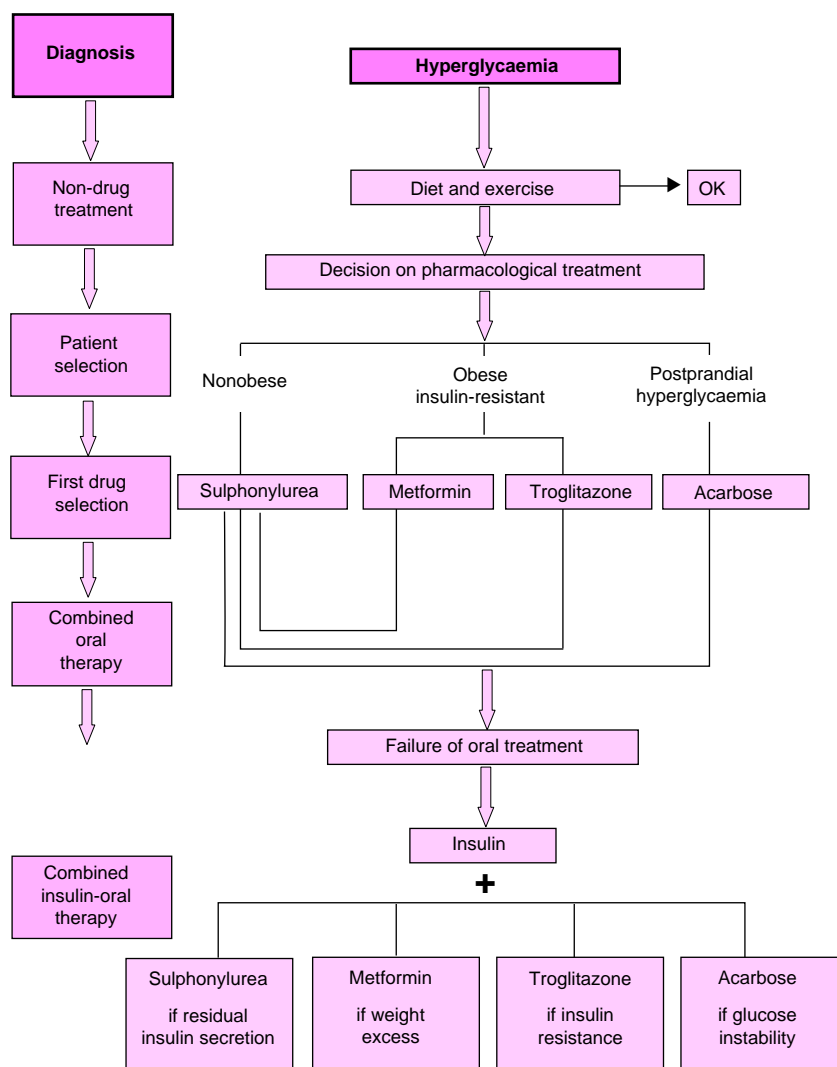 Diagnosis
Non-drug
treatment
Patient
selection
First drug
selection
Combined
oral
therapy
Combined
insulin-oral
therapy
Hyperglycaemia
Diet and exercise
OK
Decision on pharmacological treatment
Nonobese
Obese
insulin-resistant
Postprandial
hyperglycaemia
Sulphonylurea
Metformin
Troglitazone
Acarbose
Failure of oral treatment
Insulin
+
Sulphonylurea
if residual
insulin secretion
Metformin
if weight
excess
Troglitazone
if insulin
resistance
Acarbose
if glucose
instability